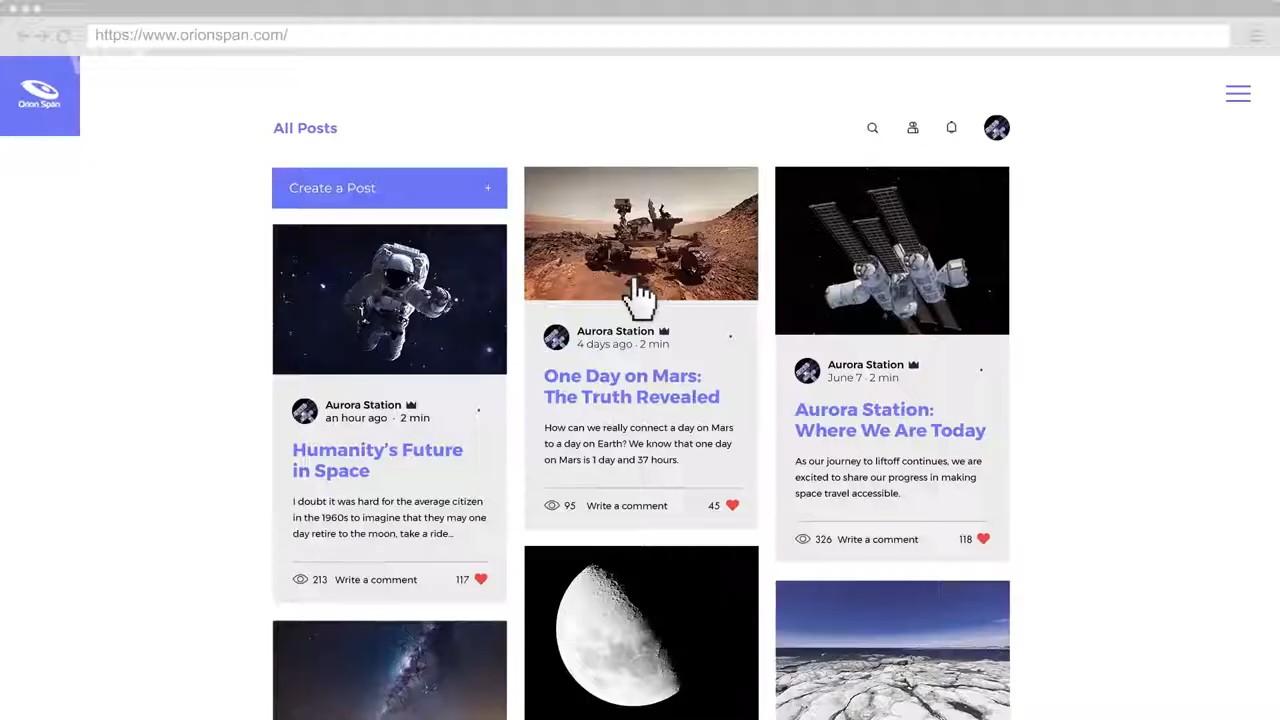 https://www.orionspan.com/
Orion Span
All Posts
Create a Post +
Aurora Station
an hour ago · 2 min
Humanity's Future
in Space
I doubt it was hard for the average citizen
in the 1960s to imagine that they may one
day retire to the moon, take a ride...
213 Write a comment 117
Aurora Station
4 days ago · 2 min
One Day on Mars:
The Truth Revealed
How can we really connect a day on Mars
to a day on Earth? We know that one day
on Mars is 1 day and 37 hours.
95 Write a comment 45
Aurora Station
June 7 · 2 min
Aurora Station:
Where We Are Today
As our journey to liftoff continues, we are
excited to share our progress in making
space travel accessible.
326 Write a comment 118